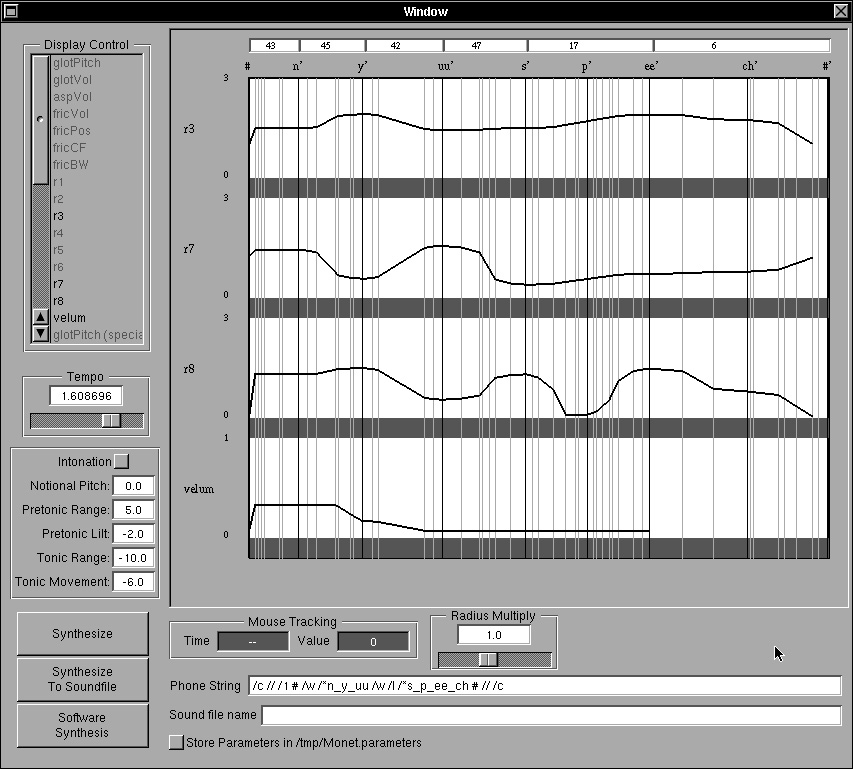 Window
Display Control
glotPitch
glotVol
aspVol
fricVol
fricPos
fricCF
fricBW
r1
r2
r3
r4
r5
r6
r7
r8
velum
glotPitch (specia
Tempo
1.608696
Intonation
Notional Pitch: 0.0
Pretonic Range: 5.0
Pretonic Lilt: -2.0
Tonic Range: -10.0
Tonic Movement: -6.0
Synthesize
Synthesize
To Soundfile
Software
Synthesis
43 45 42 47 17 6
# n' y' uu' s' p' ee' ch' #'
3
r3
0
3
r7
0
3
r8
0
1
velum
0
Mouse Tracking
Time -- Value 0
Radius Multiply
1.0
Phone String /c // /1 # /w /*n_y_uu /w /l /*s_p_ee_ch # // /c
Sound file name
Store Parameters in /tmp/Monet.parameters